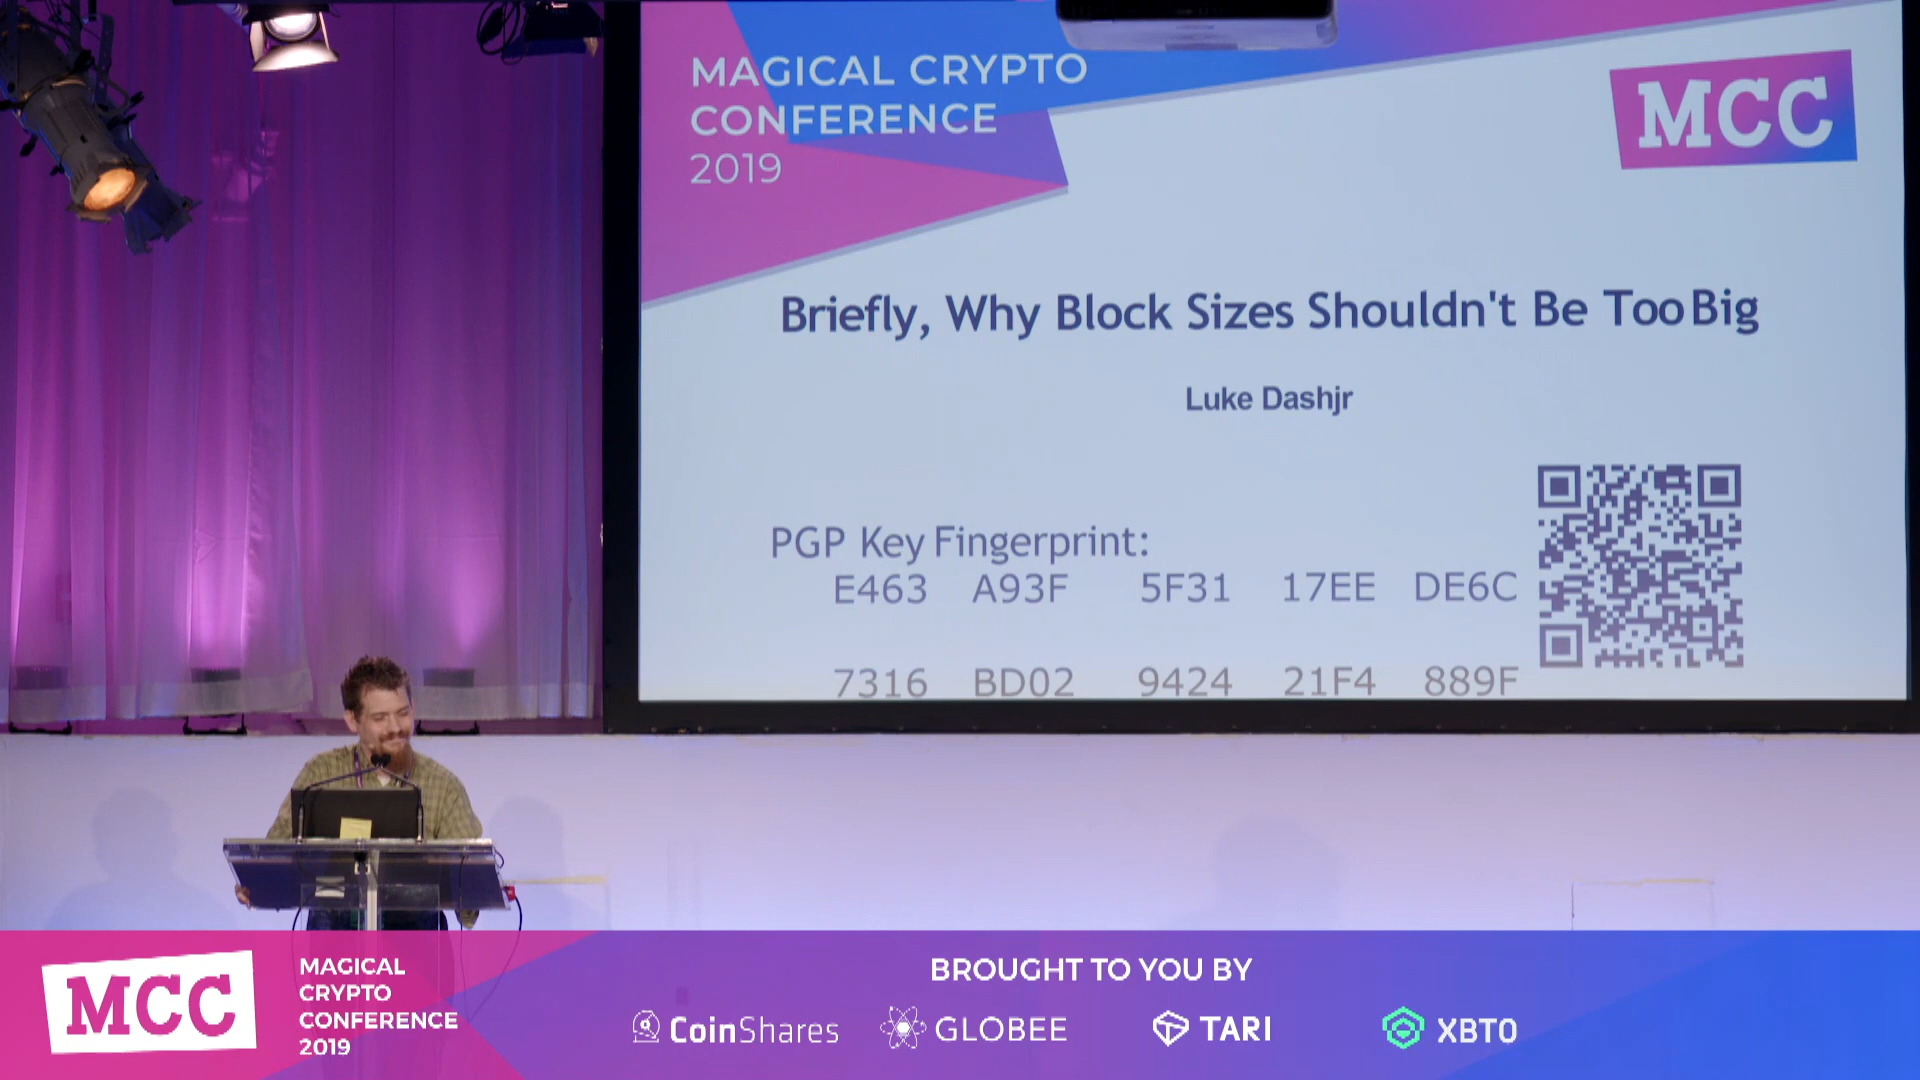 MAGICAL CRYPTO
CONFERENCE
2019
MCC
Briefly, Why Block Sizes Shouldn't Be Too Big
Luke Dashjr
PGP Key Fingerprint:
E463 A93F 5F31 17EE DE6C
7316 BD02 9424 21F4 889F
MCC
MAGICAL
CRYPTO
CONFERENCE
2019
BROUGHT TO YOU BY
CoinShares
GLOBEE
TARI
XBTO